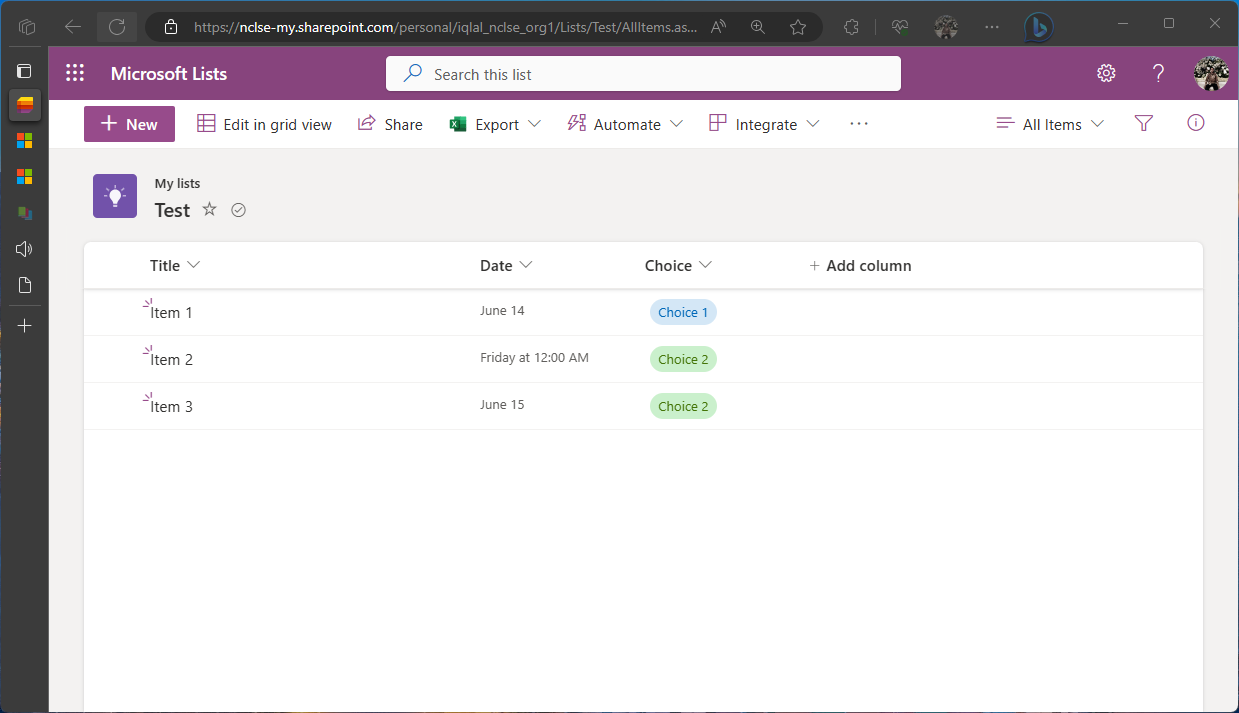 https://nclse-my.sharepoint.com/personal/iqlal_nclse_org1/Lists/Test/AllItems.as...
Microsoft Lists
Search this list
?
+ New
Edit in grid view
Share
Export
Automate
Integrate
...
All Items
My lists
Test
Title
Date
Choice
+ Add column
Item 1
June 14
Choice 1
Item 2
Friday at 12:00 AM
Choice 2
Item 3
June 15
Choice 2